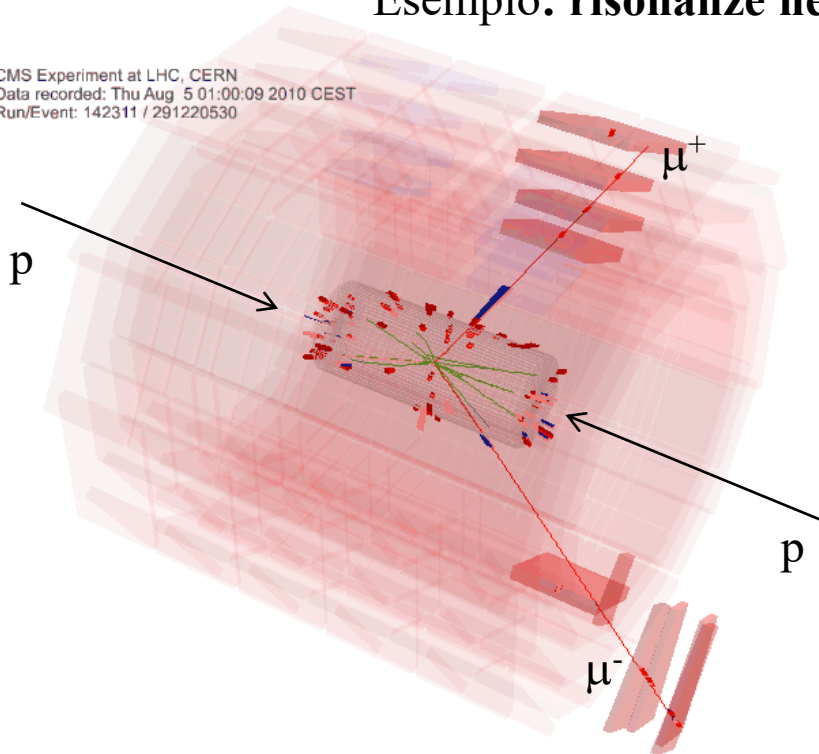 Esempio: risonanze
CMS Experiment at LHC, CERN
Data recorded: Thu Aug 5 01:00:09 2010 CEST
Run/Event: 142311 / 291220530
μ+
p
p
μ-